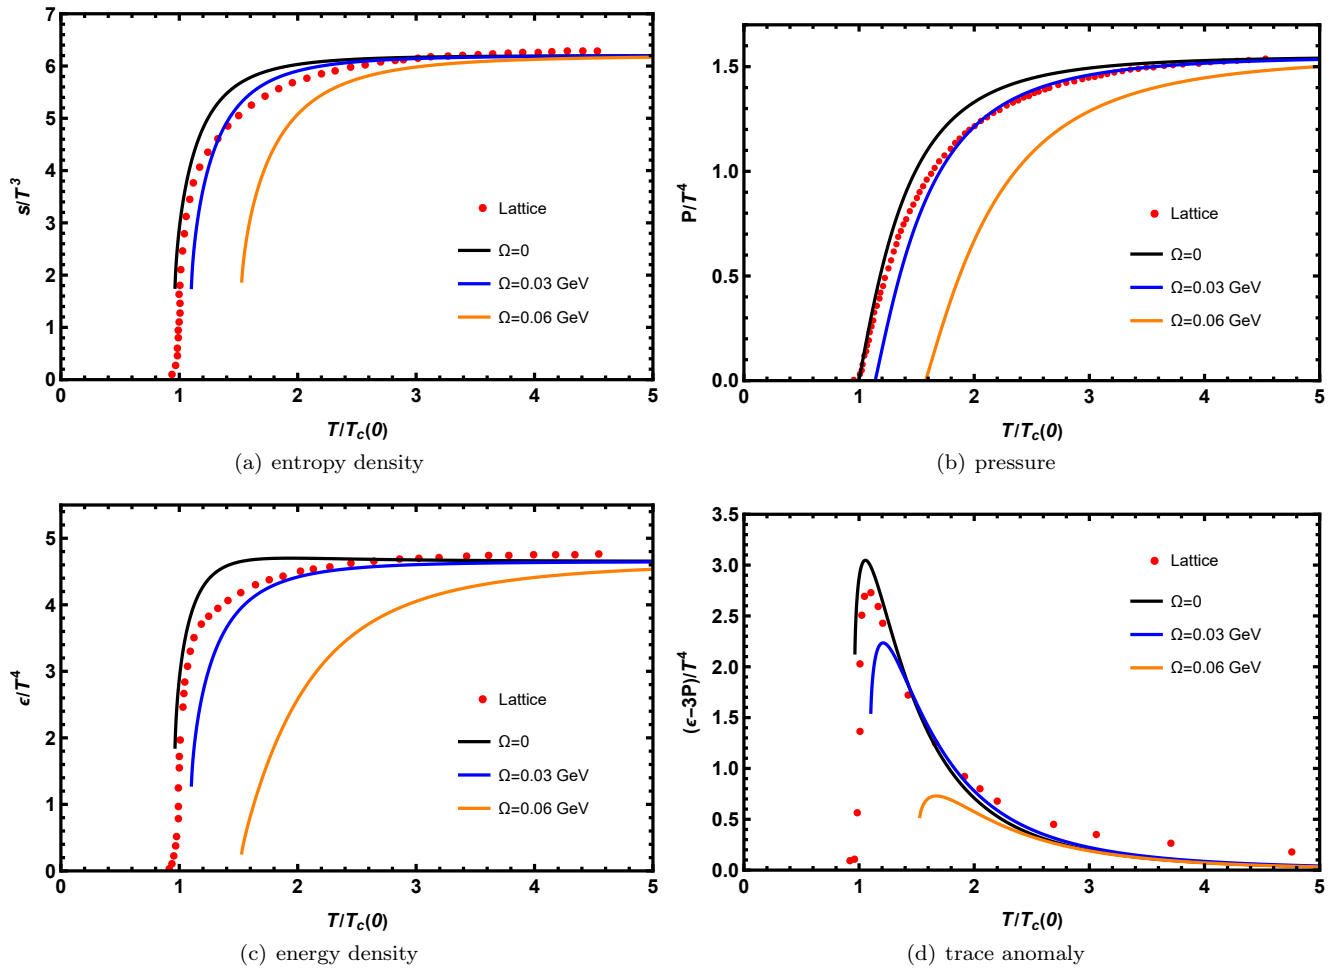 7
6
5
4
3
2
1
0
s/T³
Lattice
Ω=0
Ω=0.03 GeV
Ω=0.06 GeV
0 1 2 3 4 5
T/Tc(0)
(a) entropy density
1.5
1.0
0.5
0.0
P/T⁴
Lattice
Ω=0
Ω=0.03 GeV
Ω=0.06 GeV
0 1 2 3 4 5
T/Tc(0)
(b) pressure
5
4
3
2
1
0
ϵ/T⁴
Lattice
Ω=0
Ω=0.03 GeV
Ω=0.06 GeV
0 1 2 3 4 5
T/Tc(0)
(c) energy density
3.5
3.0
2.5
2.0
1.5
1.0
0.5
0.0
(ϵ-3P)/T⁴
Lattice
Ω=0
Ω=0.03 GeV
Ω=0.06 GeV
0 1 2 3 4 5
T/Tc(0)
(d) trace anomaly